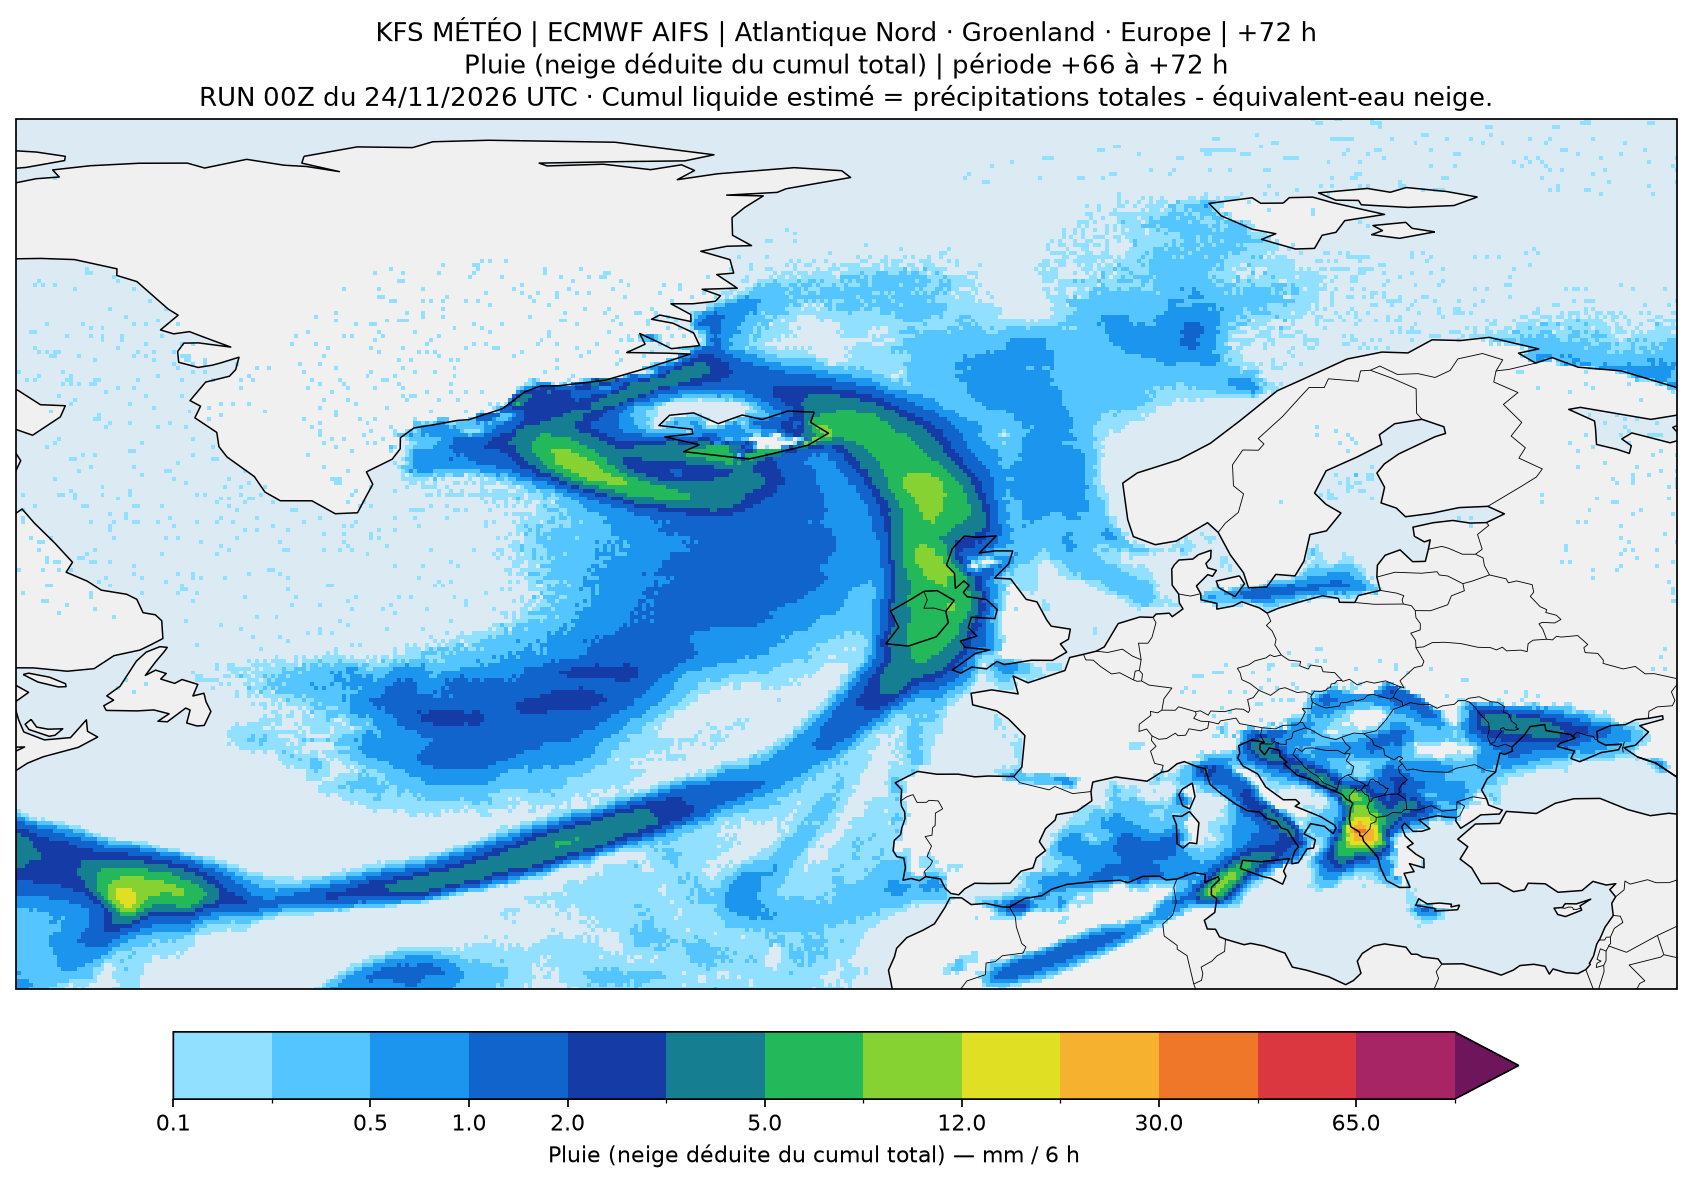 KFS MÉTÉO | ECMWF AIFS | Atlantique Nord · Groenland · Europe | +72 h
Pluie (neige déduite du cumul total) | période +66 à +72 h
RUN 00Z du 24/11/2026 UTC · Cumul liquide estimé = précipitations totales - équivalent-eau neige.
0.1 0.5 1.0 2.0 5.0 12.0 30.0 65.0
Pluie (neige déduite du cumul total) — mm / 6 h